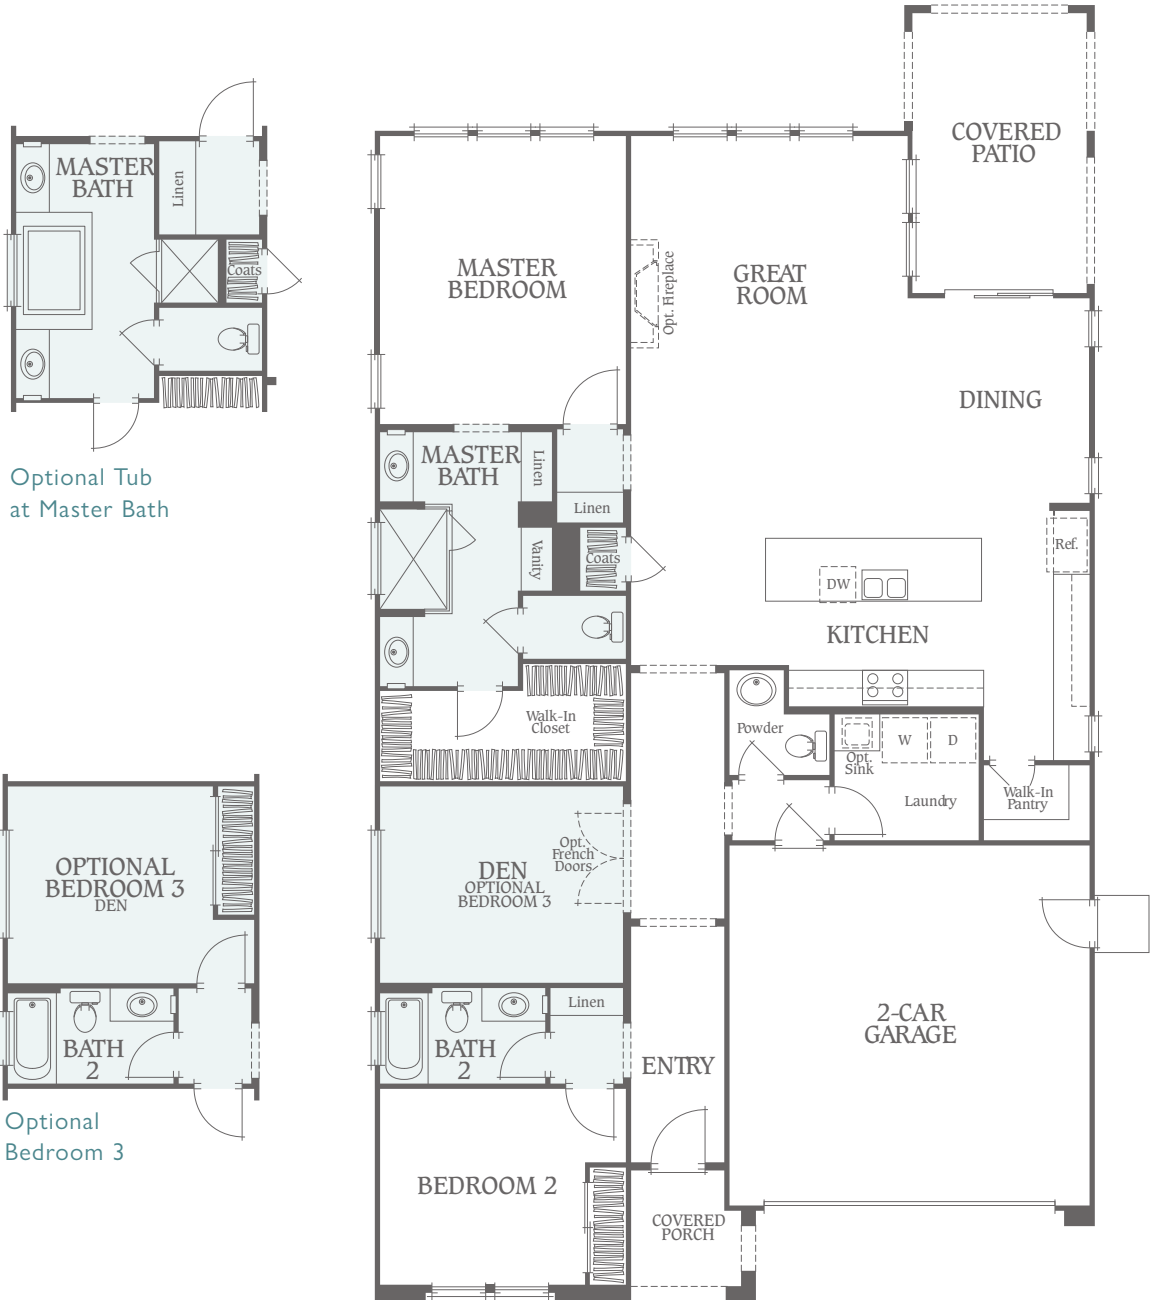 COVERED
PATIO
MASTER
BATH
Linen
Coats
MASTER
BEDROOM
Opt. Fireplace
GREAT
ROOM
DINING
Optional Tub
at Master Bath
MASTER
BATH
Linen
Linen
Vanity
Coats
Ref.
DW
KITCHEN
Walk-In
Closet
Powder
Opt.
Sink
W
D
Laundry
Walk-In
Pantry
OPTIONAL
BEDROOM 3
DEN
DEN
OPTIONAL
BEDROOM 3
Opt.
French
Doors
2-CAR
GARAGE
BATH
2
Linen
BATH
2
ENTRY
Optional
Bedroom 3
BEDROOM 2
COVERED
PORCH